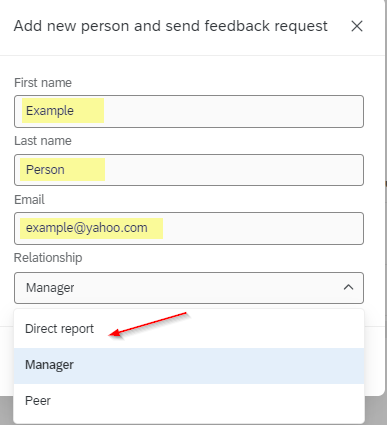 Add new person and send feedback request
First name
Example
Last name
Person
Email
example@yahoo.com
Relationship
Manager
Direct report
Manager
Peer